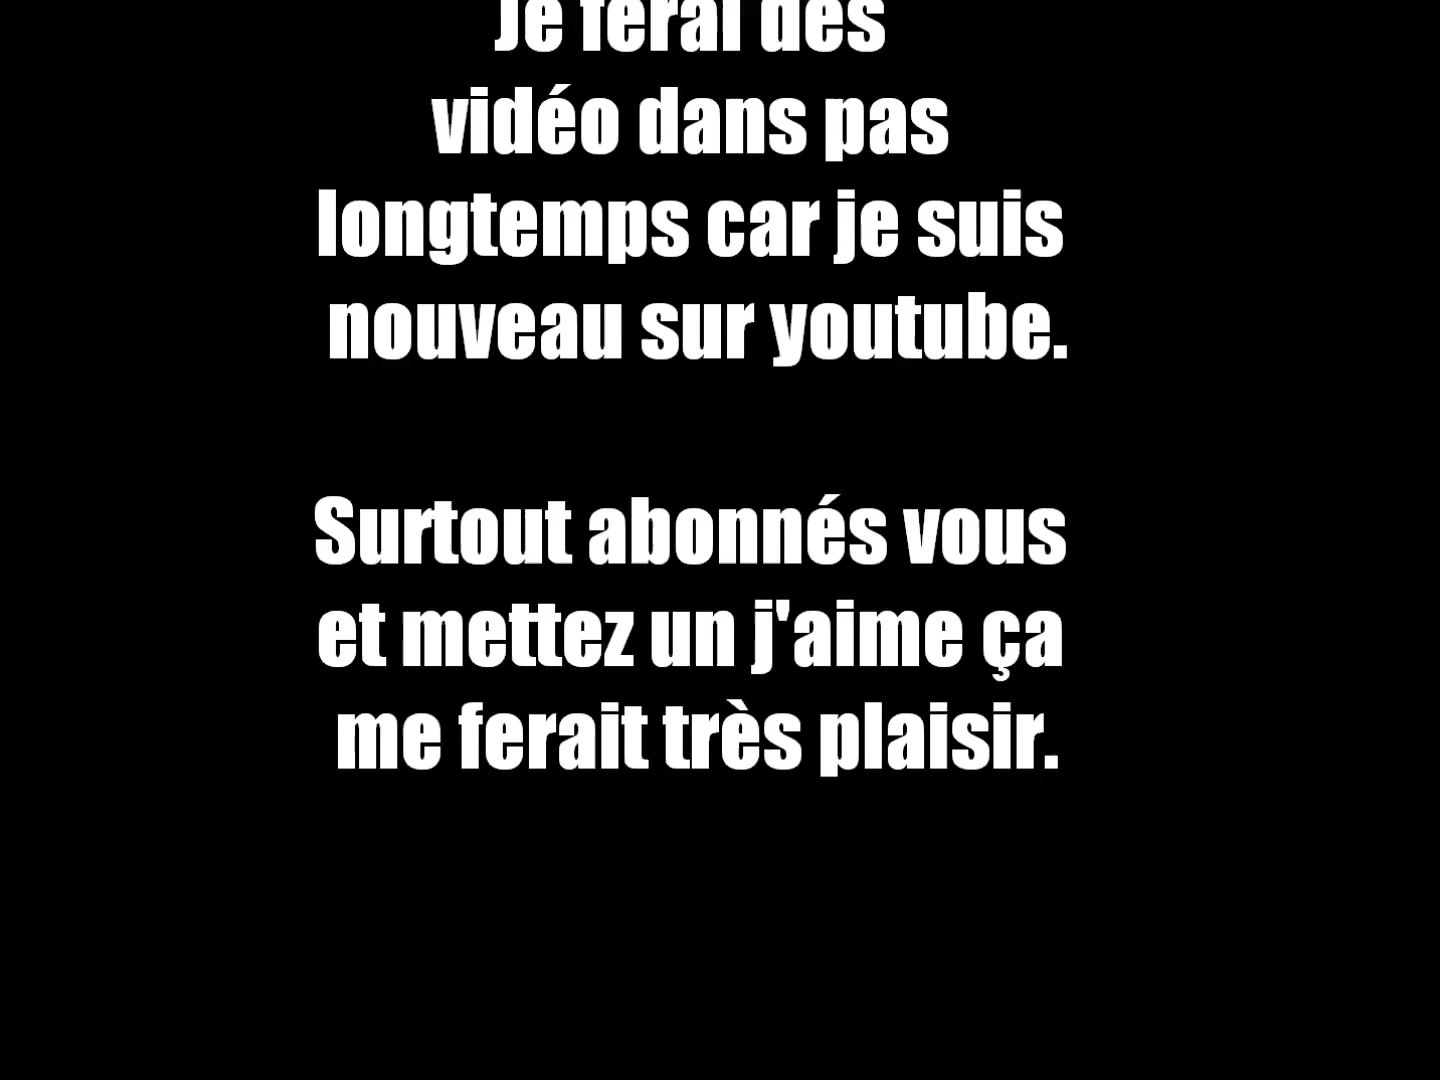 Je ferai des
vidéo dans pas
longtemps car je suis
nouveau sur youtube.
Surtout abonnés vous
et mettez un j'aime ça
me ferait très plaisir.